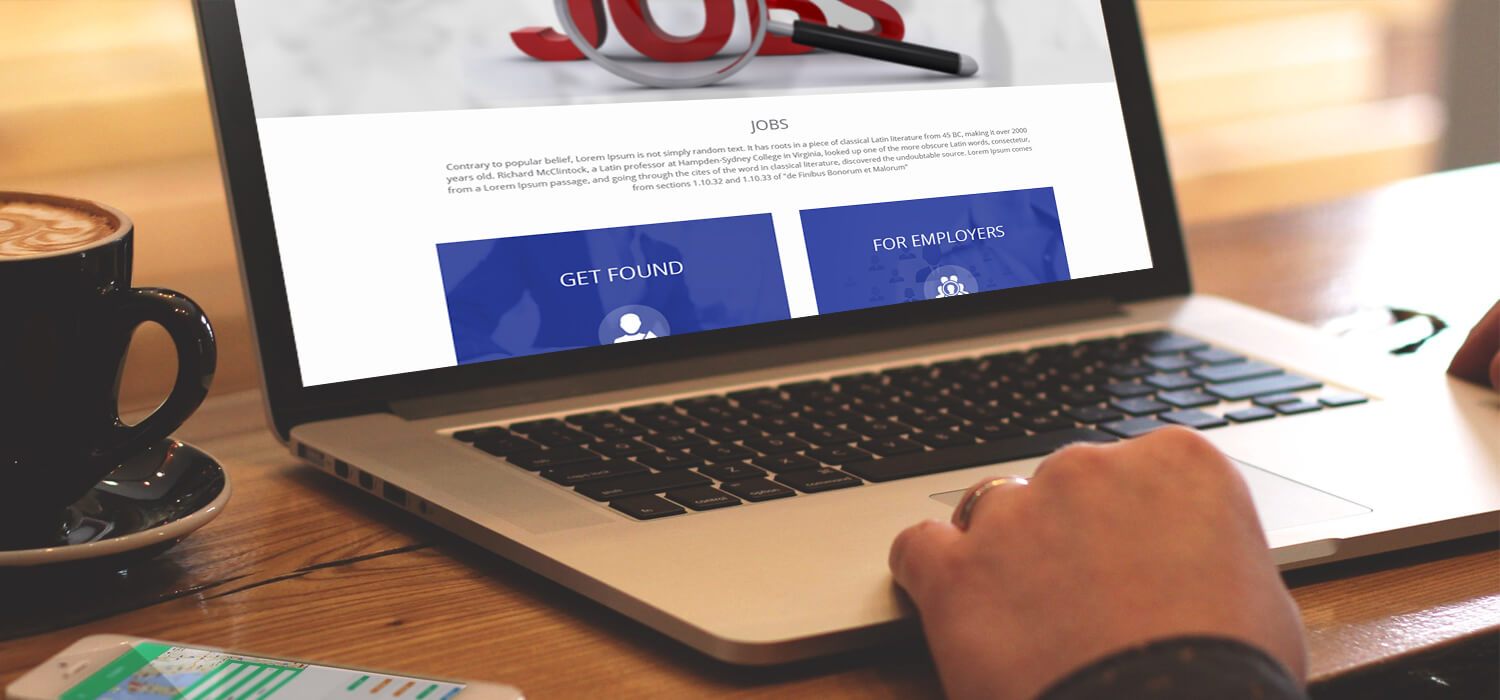 JOBS
JOBS
Contrary to popular belief, Lorem Ipsum is not simply random text. It has roots in a piece of classical Latin literature from 45 BC, making it over 2000
years old. Richard McClintock, a Latin professor at Hampden-Sydney College in Virginia, looked up one of the more obscure Latin words, consectetur,
from a Lorem Ipsum passage, and going through the cites of the word in classical literature, discovered the undoubtable source. Lorem Ipsum comes
from sections 1.10.32 and 1.10.33 of "de Finibus Bonorum et Malorum"
GET FOUND
FOR EMPLOYERS
fn
control
option
command